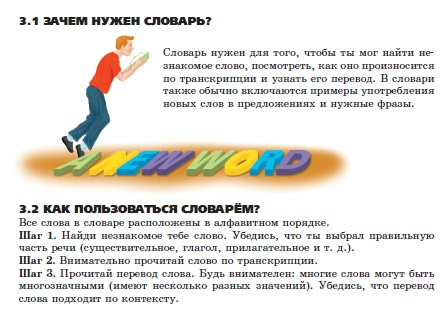 3.1 ЗАЧЕМ НУЖЕН СЛОВАРЬ?
Словарь нужен для того, чтобы ты мог найти не-
знакомое слово, посмотреть, как оно произносится
по транскрипции и узнать его перевод. В словари
также обычно включаются примеры употребления
новых слов в предложениях и нужные фразы.
A NEW WORD
3.2 КАК ПОЛЬЗОВАТЬСЯ СЛОВАРЁМ?
Все слова в словаре расположены в алфавитном порядке.
Шаг 1. Найди незнакомое тебе слово. Убедись, что ты выбрал правильную
часть речи (существительное, глагол, прилагательное и т. д.).
Шаг 2. Внимательно прочитай слово по транскрипции.
Шаг 3. Прочитай перевод слова. Будь внимателен: многие слова могут быть
многозначными (имеют несколько разных значений). Убедись, что перевод
слова подходит по контексту.